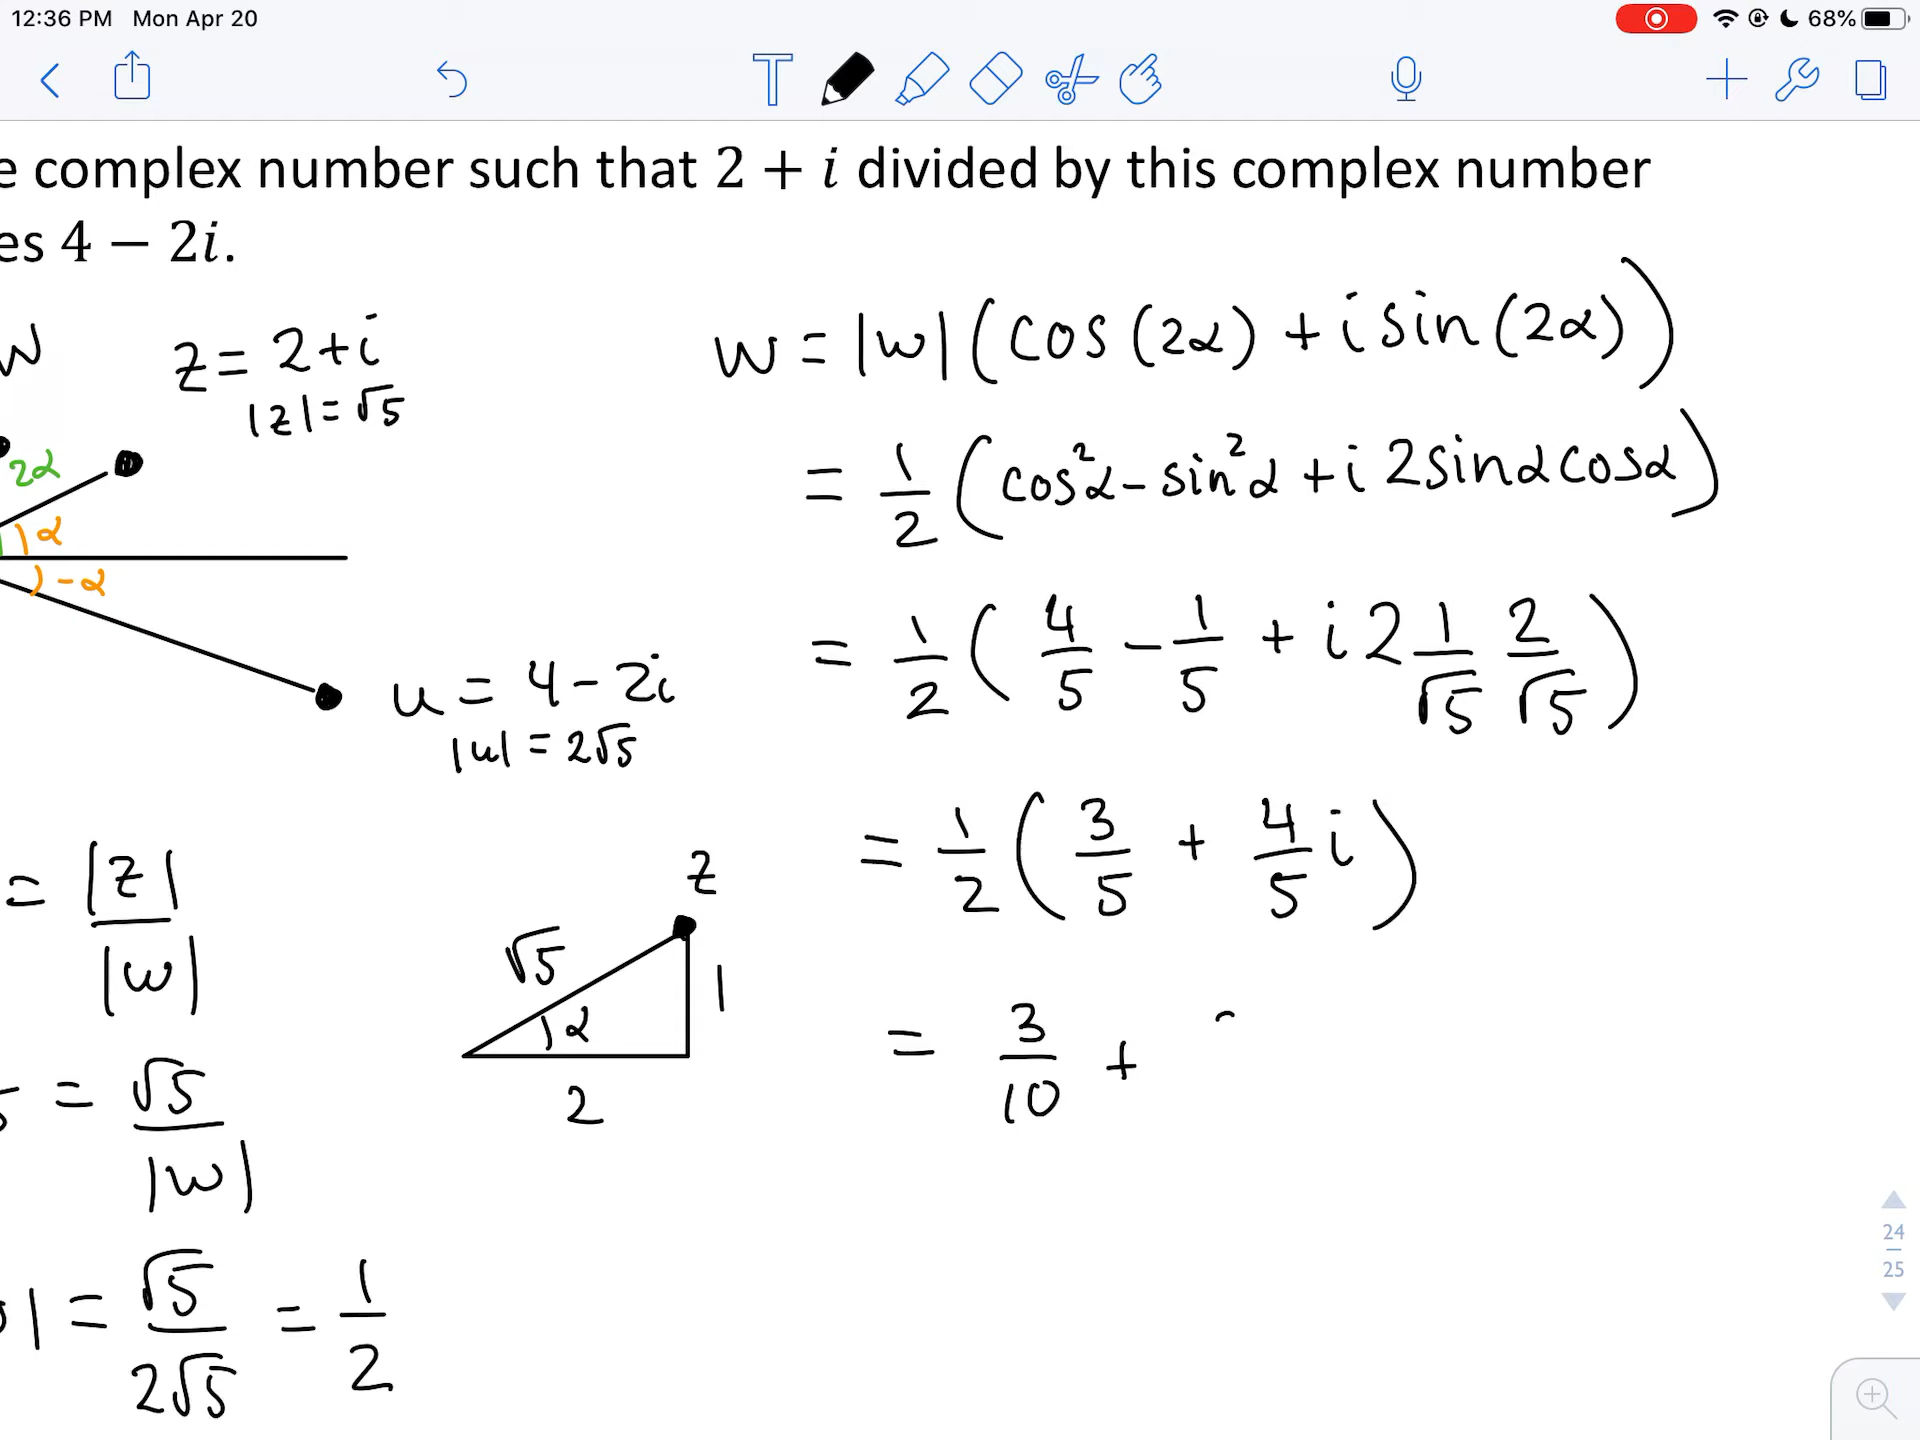 12:36 PM Mon Apr 20
68%
T
e complex number such that 2 + i divided by this complex number
es 4 − 2i.
W
z = 2+i
|z| = √5
2α
α
-α
u = 4 - 2i
|u| = 2√5
= |z| / |w|
= √5 / |w|
| = √5 / 2√5 = 1/2
z
√5
α
1
2
w = |w| (cos (2α) + i sin (2α))
= 1/2 (cos²α - sin²α + i 2 sinα cosα)
= 1/2 ( 4/5 - 1/5 + i 2 1/√5 2/√5 )
= 1/2 ( 3/5 + 4/5 i )
= 3/10 +
24
25